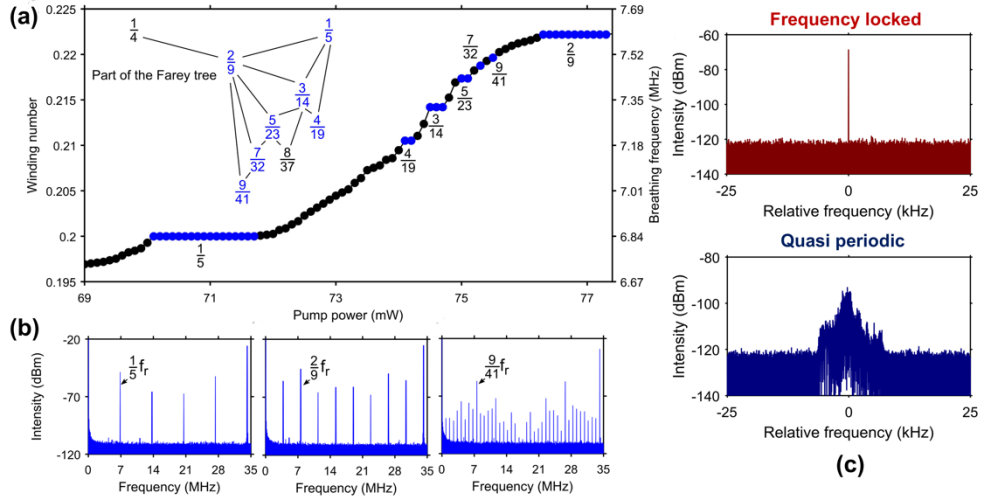 (a)
0.225
0.22
0.215
0.21
0.205
0.2
0.195
Winding number
Part of the Farey tree
1/4
1/5
2/9
3/14
5/23
4/19
7/32
8/37
9/41
1/5
4/19
3/14
5/23
7/32
9/41
2/9
69 71 73 75 77
Pump power (mW)
7.69
7.52
7.35
7.18
7.01
6.84
6.67
Breathing frequency (MHz)
(b)
-20
-70
-120
Intensity (dBm)
1/5 fr
0 7 14 21 28 35
Frequency (MHz)
2/9 fr
0 7 14 21 28 35
Frequency (MHz)
9/41 fr
0 7 14 21 28 35
Frequency (MHz)
Frequency locked
-60
-80
-100
-120
-140
Intensity (dBm)
-25 0 25
Relative frequency (kHz)
Quasi periodic
-80
-100
-120
-140
Intensity (dBm)
-25 0 25
Relative frequency (kHz)
(c)